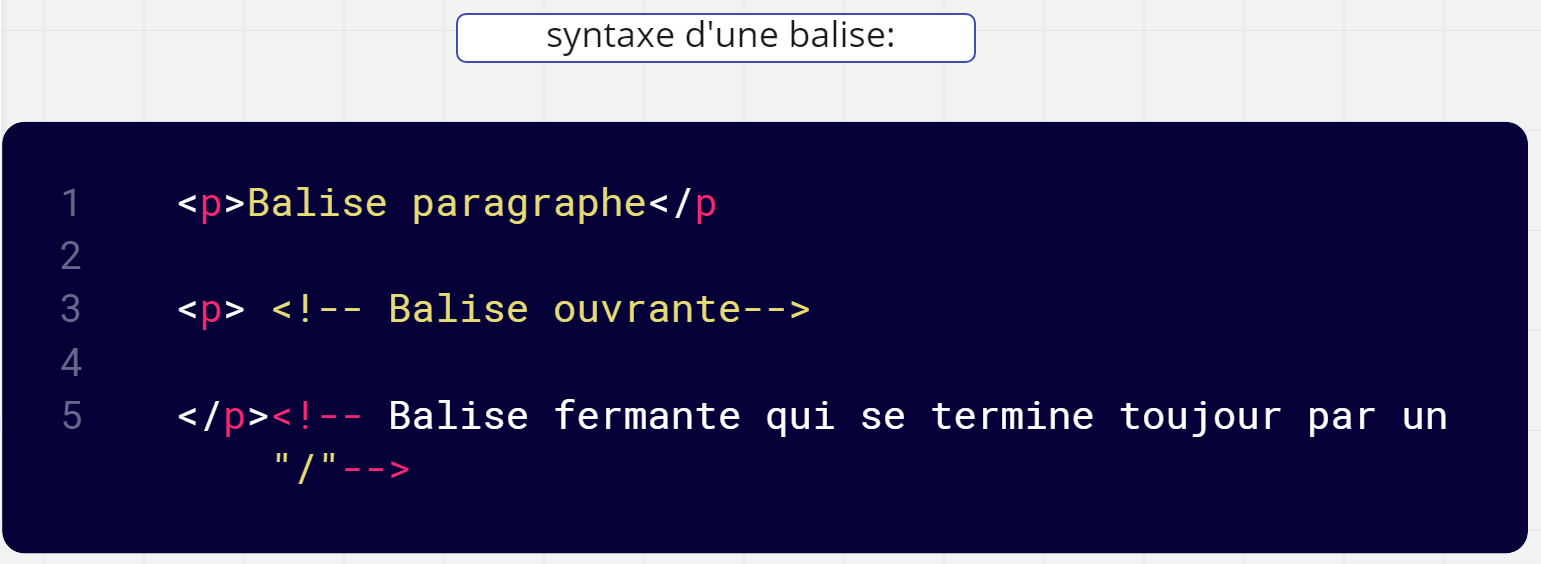 syntaxe d'une balise:
1 <p>Balise paragraphe</p
2
3 <p> <!-- Balise ouvrante-->
4
5 </p><!-- Balise fermante qui se termine toujour par un
"/"-->